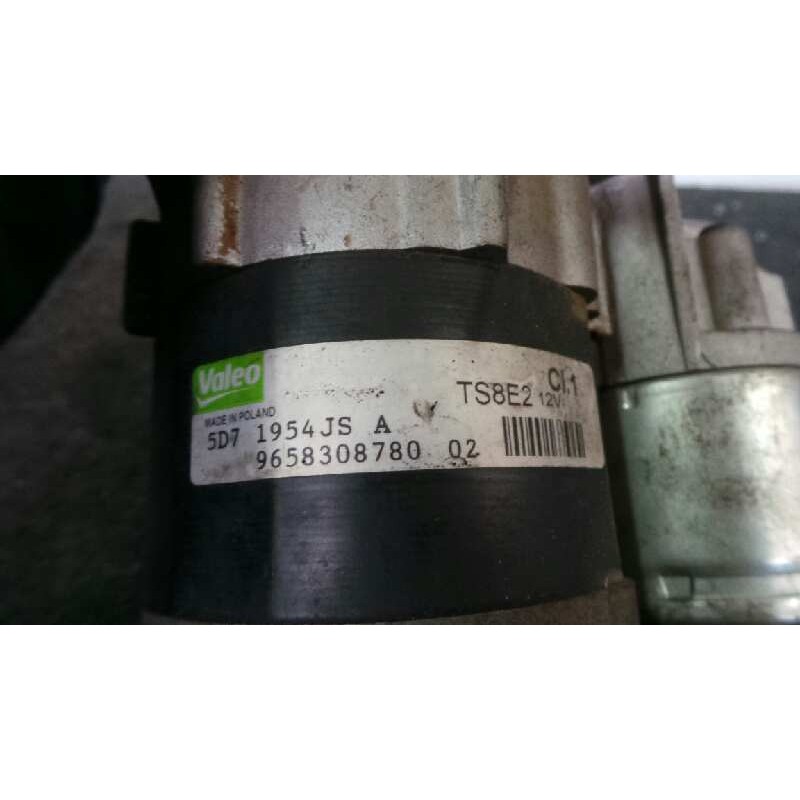 Valeo
MADE IN POLAND
TS8E2 Cl.1
12V
5D7 1954JS A
9658308780 02